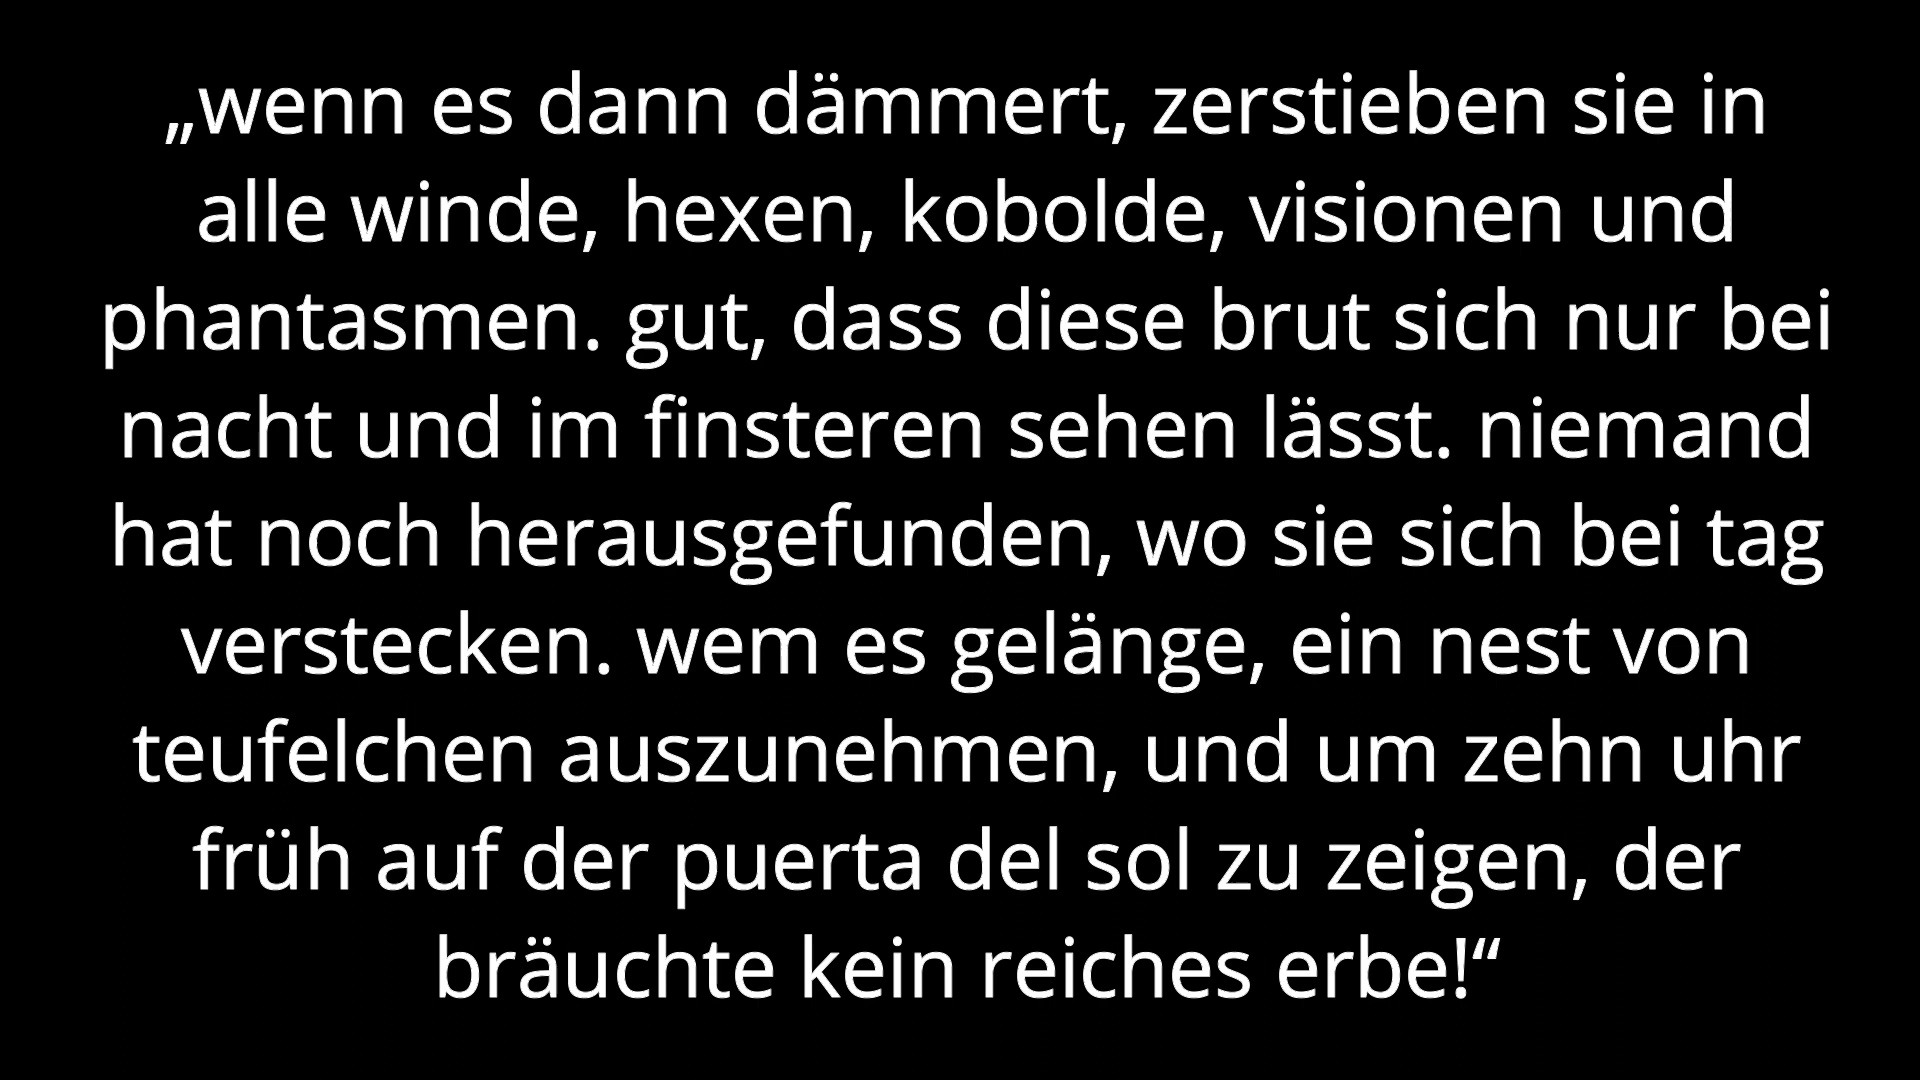 „wenn es dann dämmert, zerstieben sie in
alle winde, hexen, kobolde, visionen und
phantasmen. gut, dass diese brut sich nur bei
nacht und im finsteren sehen lässt. niemand
hat noch herausgefunden, wo sie sich bei tag
verstecken. wem es gelänge, ein nest von
teufelchen auszunehmen, und um zehn uhr
früh auf der puerta del sol zu zeigen, der
bräuchte kein reiches erbe!“